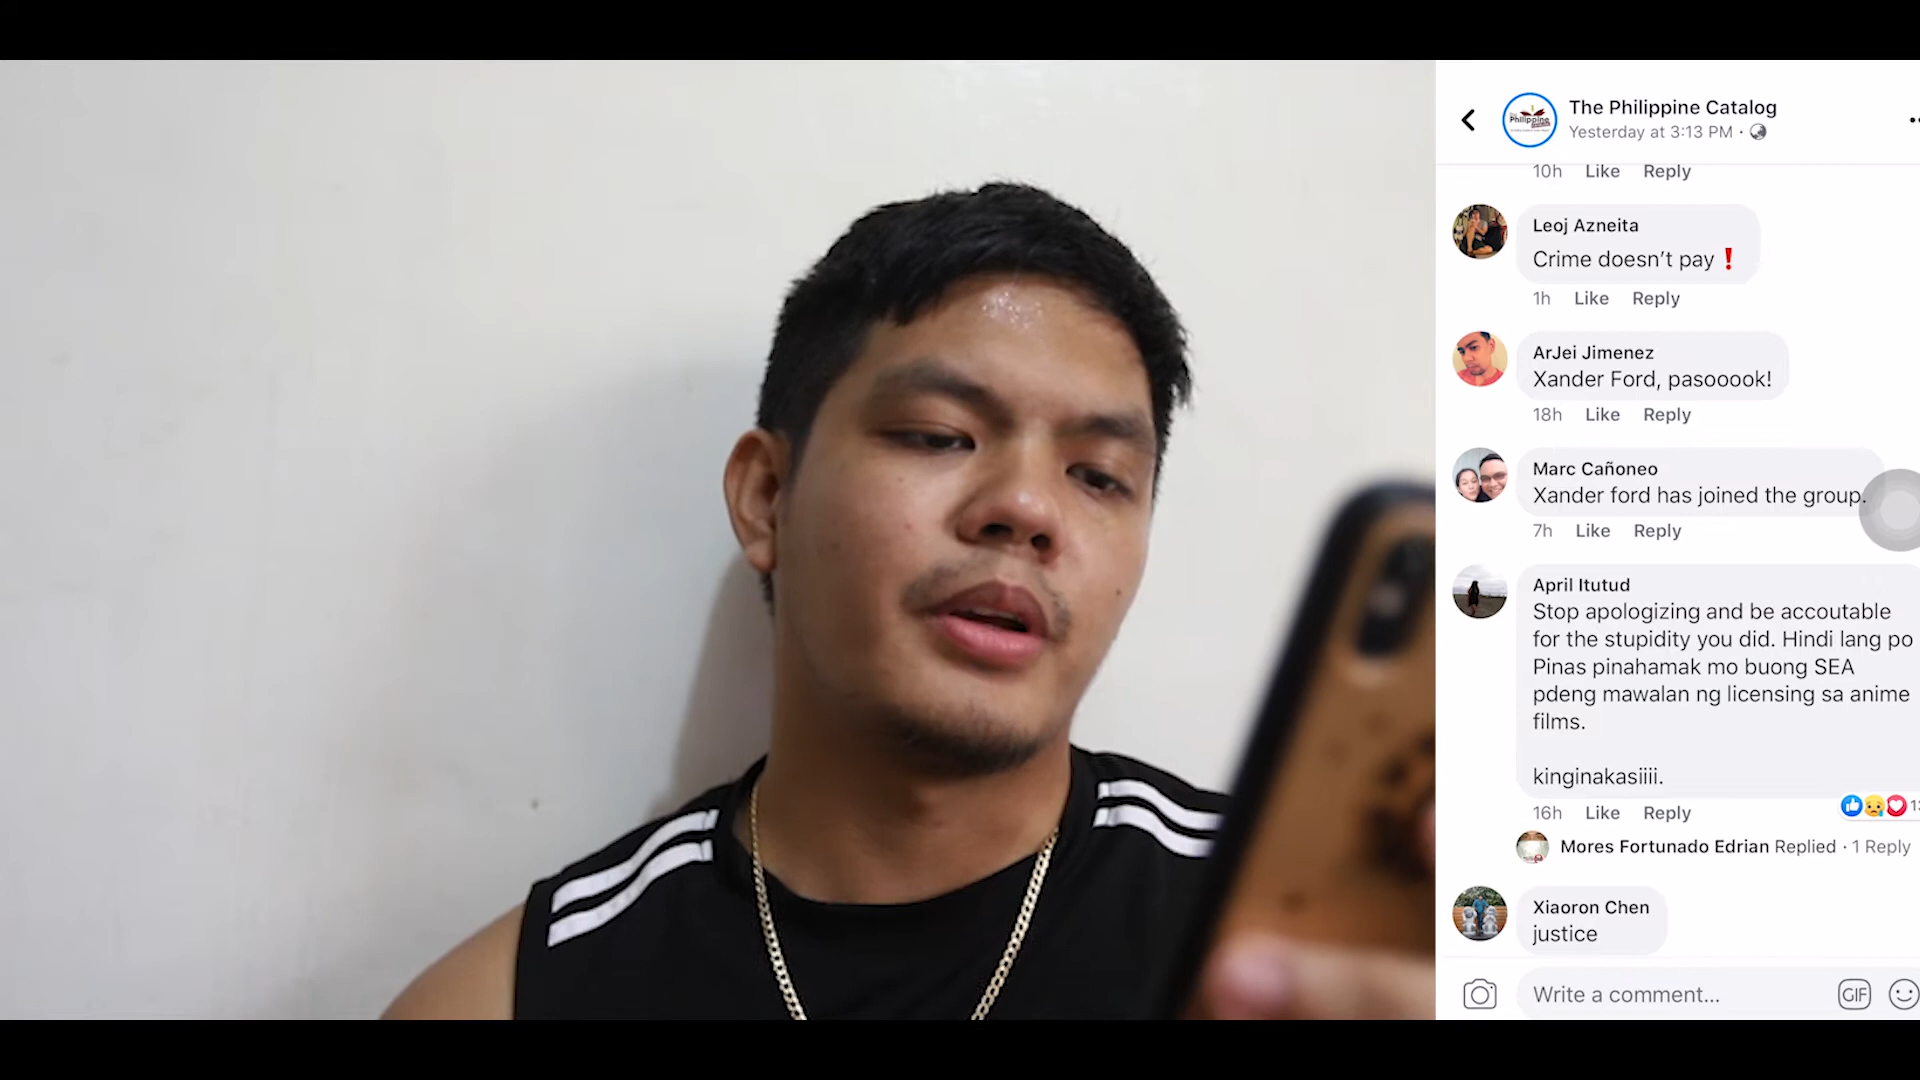 The Philippine Catalog
Yesterday at 3:13 PM ·
10h Like Reply
Leoj Azneita
Crime doesn't pay❗
1h Like Reply
ArJei Jimenez
Xander Ford, pasooook!
18h Like Reply
Marc Cañoneo
Xander ford has joined the group.
7h Like Reply
April Itutud
Stop apologizing and be accoutable
for the stupidity you did. Hindi lang po
Pinas pinahamak mo buong SEA
pdeng mawalan ng licensing sa anime
films.
kinginakasiiii.
16h Like Reply
Mores Fortunado Edrian Replied · 1 Reply
Xiaoron Chen
justice
Write a comment...
GIF